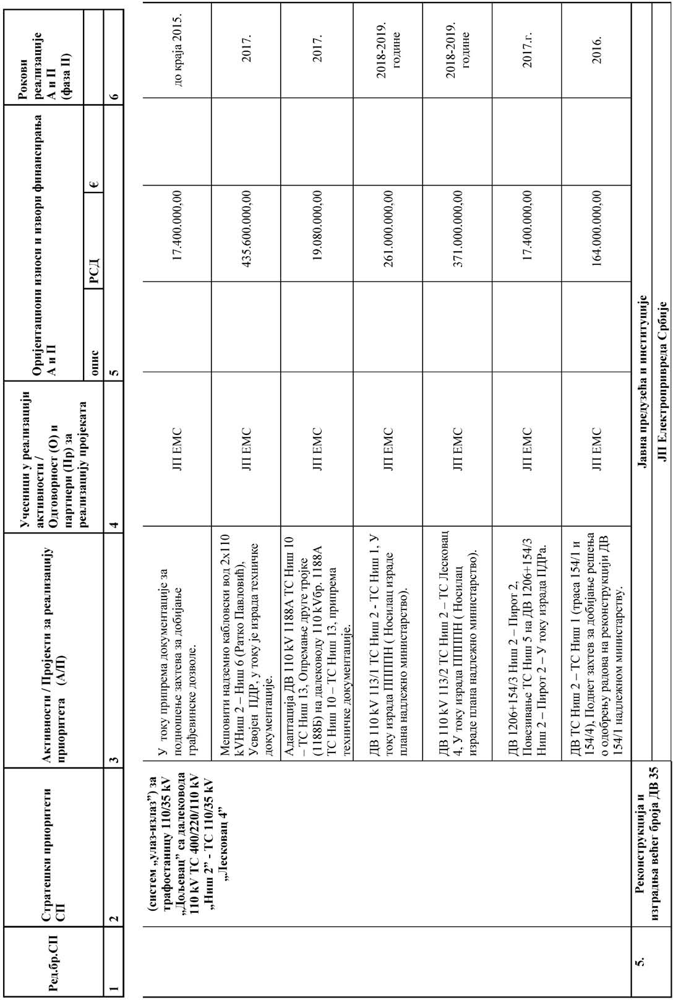 Ред.бр.СП
Стратешки приоритети
СП
Активности / Пројекти за реализацију
приоритета   (А/П)
Учесници у реализацији
активности /
Одговорност (О) и
партнери (Пр) за
реализацију пројеката
Оријентациони износи и извори финансирања
А и П
опис
РСД
€
Рокови
реализације
А и П
(фаза II)
1
2
3
4
5
6
(систем „улаз-излаз”) за
трафостаницу 110/35 kV
„Дољевац” са далековода
110 kV ТС 400/220/110 kV
„Ниш 2” - ТС 110/35 kV
„Лесковац 4”
У  току припрема документације за
подношење захтева за добијање
грађевинске дозволе.
ЈП ЕМС
17.400.000,00
до краја 2015.
Мешовити надземно кабловски вод 2x110
kVНиш 2 – Ниш 6 (Ратко Павловић),
Усвојен  ПДР, у току је израда техничке
документације.
ЈП ЕМС
435.600.000,00
2017.
Адаптација ДВ 110 kV 1188А ТС Ниш 10
– ТС Ниш 13, Опремање друге тројке
(1188Б) на далеководу 110 kVбр. 1188А
ТС Ниш 10 – ТС Ниш 13, припрема
техничке документације.
ЈП ЕМС
19.080.000,00
2017.
ДВ 110 kV 113/1 ТС Ниш 2 - ТС Ниш 1, У
току израда ПППН ( Носилац израде
плана надлежно министарство).
ЈП ЕМС
261.000.000,00
2018-2019.
године
ДВ 110 kV 113/2 ТС Ниш 2 – ТС Лесковац
4, У току израда ПППН ( Носилац
израде плана надлежно министарство).
ЈП ЕМС
371.000.000,00
2018-2019.
године
ДВ 1206+154/3 Ниш 2 – Пирот 2,
Повезивање ТС Ниш 5 на ДВ 1206+154/3
Ниш 2 – Пирот 2 – У току израда ПДРа.
ЈП ЕМС
17.400.000,00
2017.г.
ДВ ТС Ниш 2 – ТС Ниш 1 (траса 154/1 и
154/4), Поднет захтев за добијање решења
о одобрењу радова на реконструкцији ДВ
154/1 надлежном министарству.
ЈП ЕМС
164.000.000,00
2016.
5.
Реконструкција и
изградња већег броја ДВ 35
Јавна предузећа и институције
ЈП Електропривреда Србије